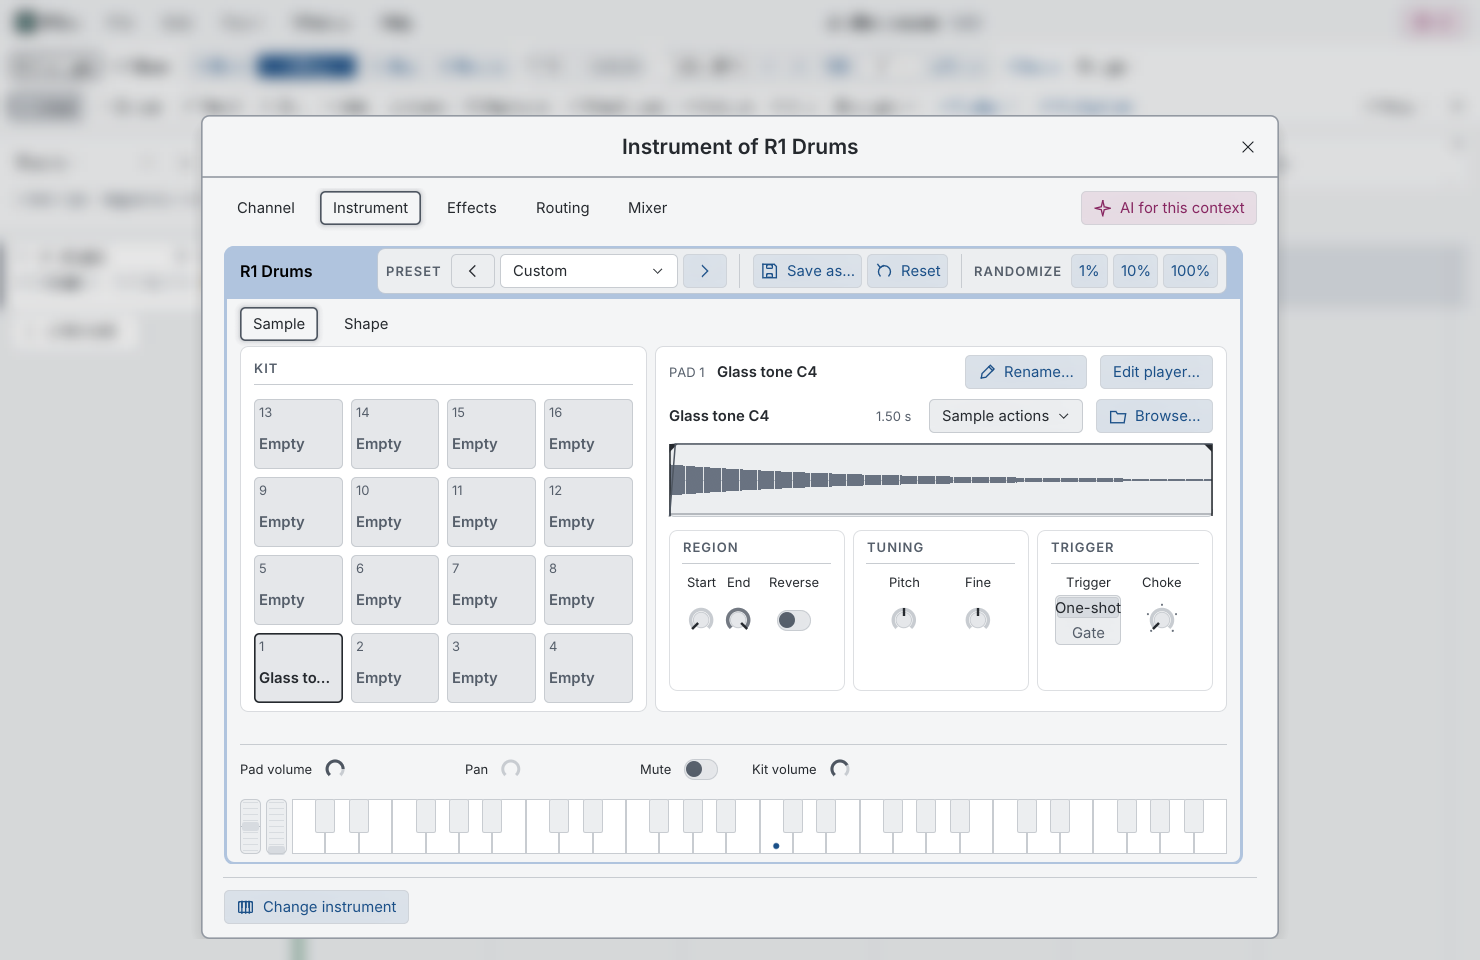 Instrument of R1 Drums
Channel Instrument Effects Routing Mixer AI for this context
R1 Drums PRESET Custom Save as... Reset RANDOMIZE 1% 10% 100%
Sample Shape
KIT
13 14 15 16
Empty Empty Empty Empty
9 10 11 12
Empty Empty Empty Empty
5 6 7 8
Empty Empty Empty Empty
1 2 3 4
Glass to... Empty Empty Empty
PAD 1 Glass tone C4 Rename... Edit player...
Glass tone C4 1.50 s Sample actions Browse...
REGION TUNING TRIGGER
Start End Reverse Pitch Fine Trigger Choke
One-shot
Gate
Pad volume Pan Mute Kit volume
Change instrument